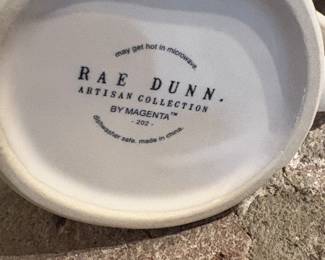 may get hot in microwave.
RAE DUNN.
ARTISAN COLLECTION
BY MAGENTA™
- 202 -
dishwasher safe. made in china.